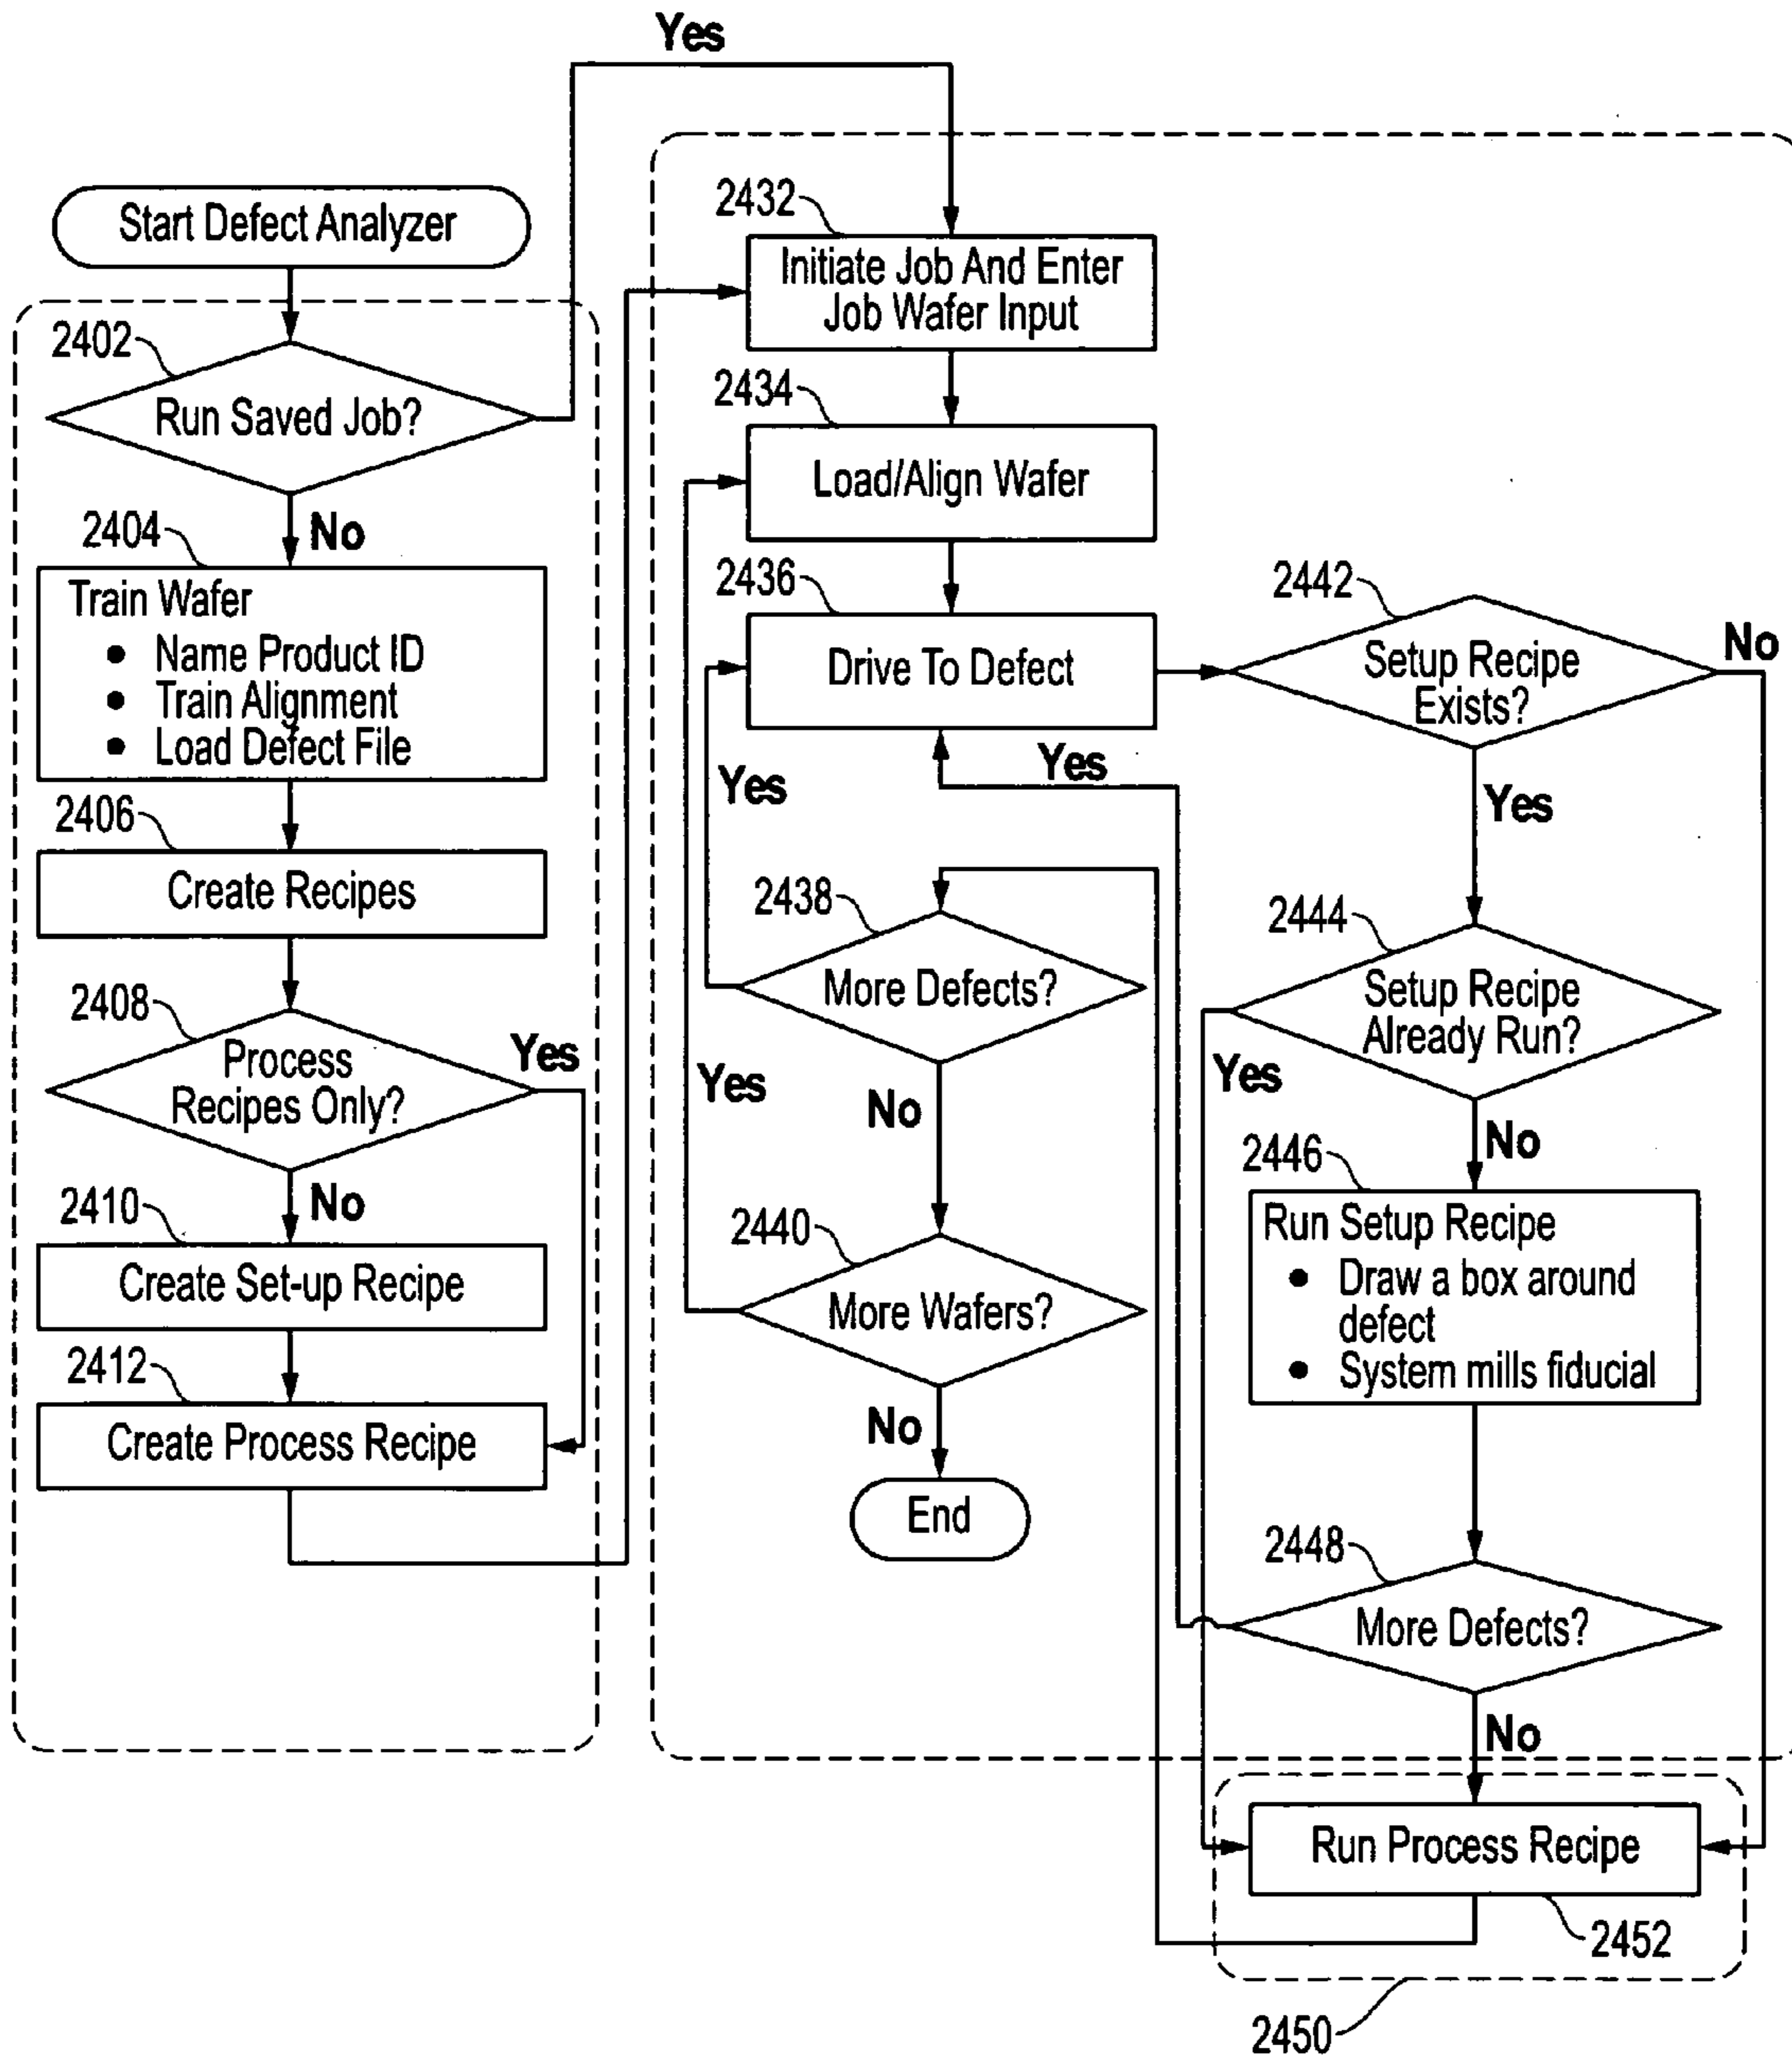 Yes
Start Defect Analyzer
2402
Run Saved Job?
No
2404
Train Wafer
• Name Product ID
• Train Alignment
• Load Defect File
2406
Create Recipes
2408
Process
Recipes Only?
Yes
No
2410
Create Set-up Recipe
2412
Create Process Recipe
2432
Initiate Job And Enter
Job Wafer Input
2434
Load/Align Wafer
2436
Drive To Defect
Yes
Yes
2438
More Defects?
Yes
No
2440
More Wafers?
No
End
2442
Setup Recipe
Exists?
No
Yes
2444
Setup Recipe
Already Run?
Yes
No
2446
Run Setup Recipe
• Draw a box around
defect
• System mills fiducial
2448
More Defects?
No
Run Process Recipe
2452
2450